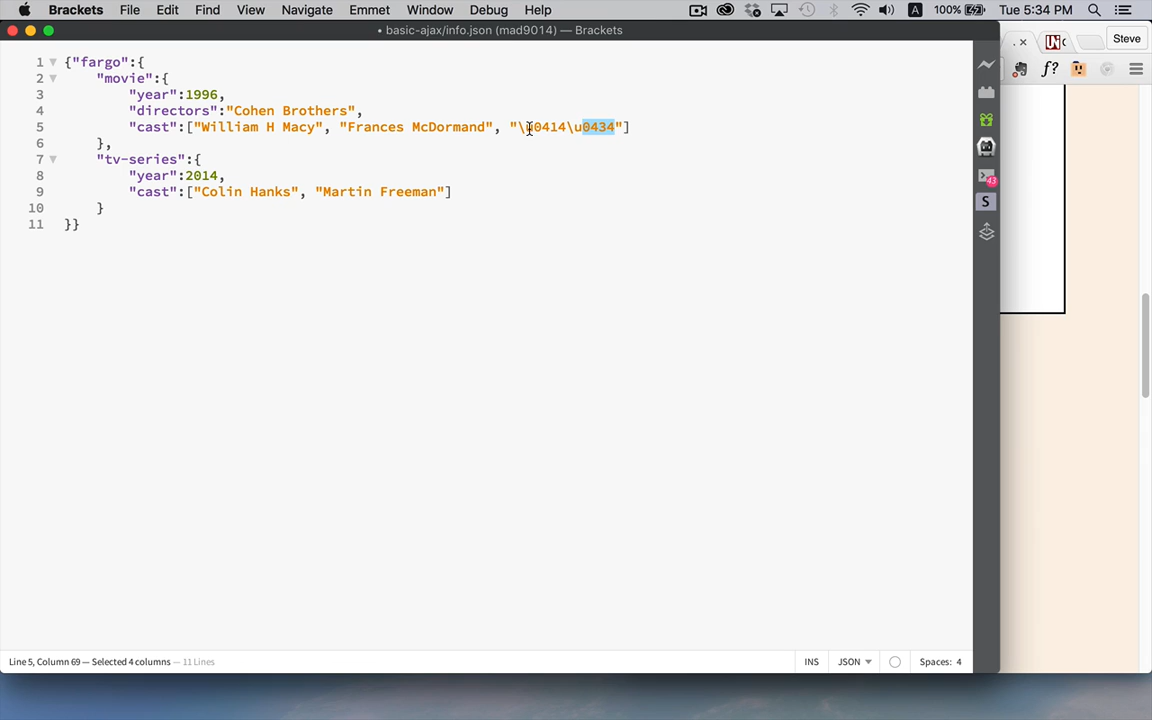 Brackets File Edit Find View Navigate Emmet Window Debug Help A 100% Tue 5:34 PM
• basic-ajax/info.json (mad9014) — Brackets
Steve
f?
1 {"fargo":{
2 "movie":{
3 "year":1996,
4 "directors":"Cohen Brothers",
5 "cast":["William H Macy", "Frances McDormand", "\u0414\u0434"]
6 },
7 "tv-series":{
8 "year":2014,
9 "cast":["Colin Hanks", "Martin Freeman"]
10 }
11 }}
43
S
Line 5, Column 69 — Selected 4 columns — 11 Lines INS JSON Spaces: 4